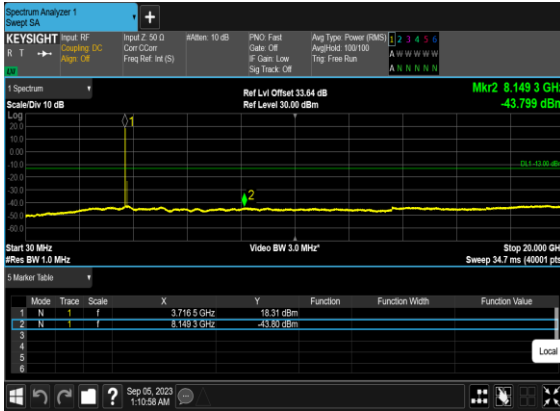 Spectrum Analyzer 1
Swept SA
+
KEYSIGHT
R T
Input: RF
Coupling: DC
Align: Off
Input Z: 50 Ω
Corr CCorr
Freq Ref: Int (S)
#Atten: 10 dB
PNO: Fast
Gate: Off
IF Gain: Low
Sig Track: Off
Avg Type: Power (RMS)
Avg|Hold: 100/100
Trig: Free Run
1 2 3 4 5 6
A W W W W W
A N N N N N
1 Spectrum
Scale/Div 10 dB
Ref Lvl Offset 33.64 dB
Ref Level 30.00 dBm
Mkr2 8.149 3 GHz
-43.799 dBm
Log
20.0
10.0
0.00
-10.0
-20.0
-30.0
-40.0
-50.0
-60.0
1
2
DL1 -13.00 dBm
Start 30 MHz
#Res BW 1.0 MHz
Video BW 3.0 MHz*
Stop 20.000 GHz
Sweep 34.7 ms (40001 pts)
5 Marker Table
Mode Trace Scale X Y Function Function Width Function Value
1 N 1 f 3.716 5 GHz 18.31 dBm
2 N 1 f 8.149 3 GHz -43.80 dBm
3
4
5
6
Local
?
Sep 05, 2023
1:10:58 AM